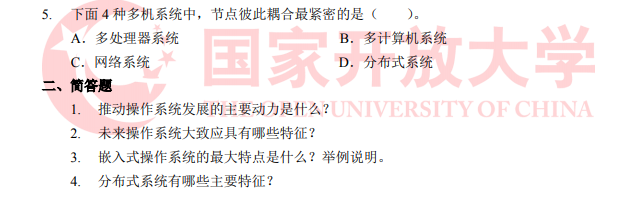 5. 下面 4 种多机系统中，节点彼此耦合最紧密的是（  ）。
A．多处理器系统 B．多计算机系统
C．网络系统 D．分布式系统
国家开放大学
二、简答题
1. 推动操作系统发展的主要动力是什么？
UNIVERSITY OF CHINA
2. 未来操作系统大致应具有哪些特征？
3. 嵌入式操作系统的最大特点是什么？举例说明。
4. 分布式系统有哪些主要特征？